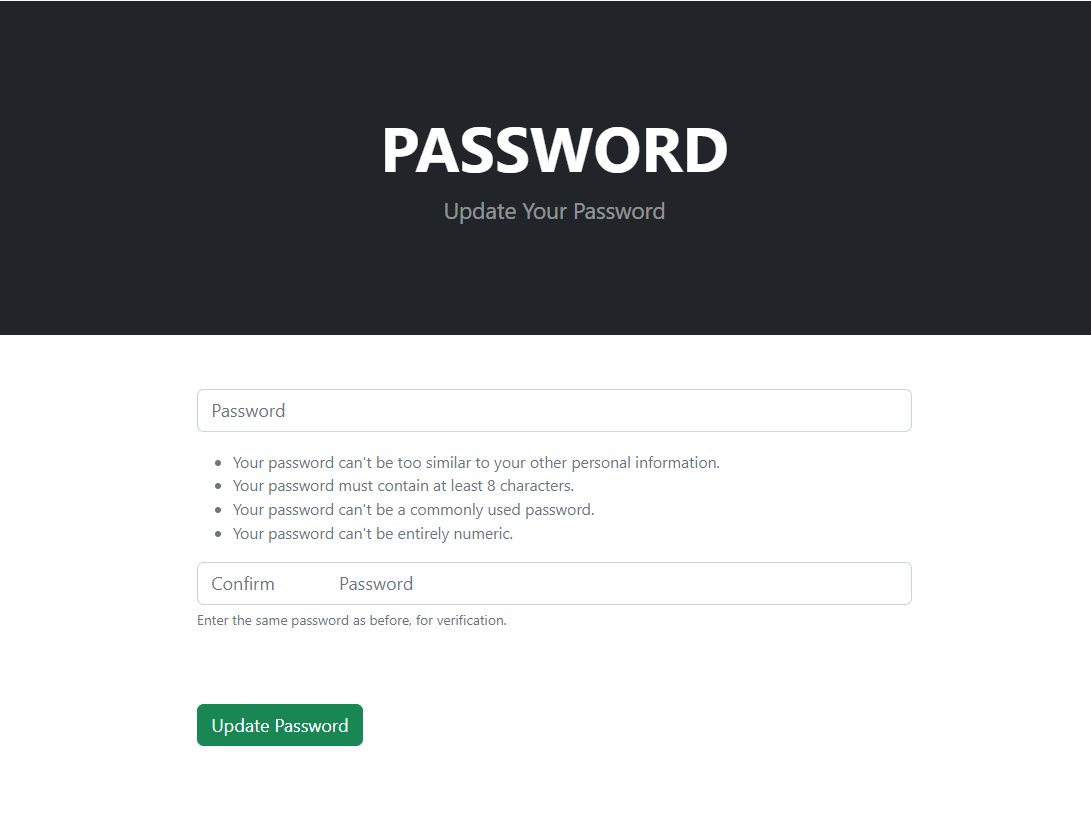 PASSWORD
Update Your Password
Password
Your password can't be too similar to your other personal information.
Your password must contain at least 8 characters.
Your password can't be a commonly used password.
Your password can't be entirely numeric.
Confirm Password
Enter the same password as before, for verification.
Update Password